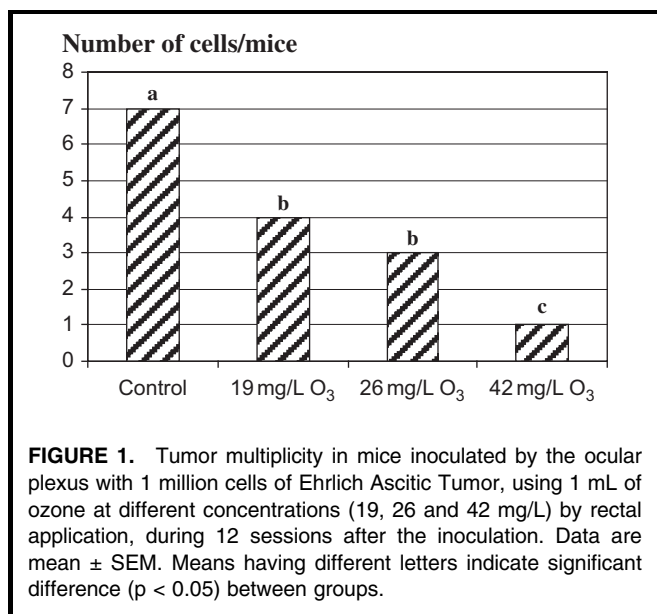 Number of cells/mice
8
7
6
5
4
3
2
1
0
a
b
b
c
Control 19 mg/L O₃ 26 mg/L O₃ 42 mg/L O₃
FIGURE 1. Tumor multiplicity in mice inoculated by the ocular
plexus with 1 million cells of Ehrlich Ascitic Tumor, using 1 mL of
ozone at different concentrations (19, 26 and 42 mg/L) by rectal
application, during 12 sessions after the inoculation. Data are
mean ± SEM. Means having different letters indicate significant
difference (p < 0.05) between groups.